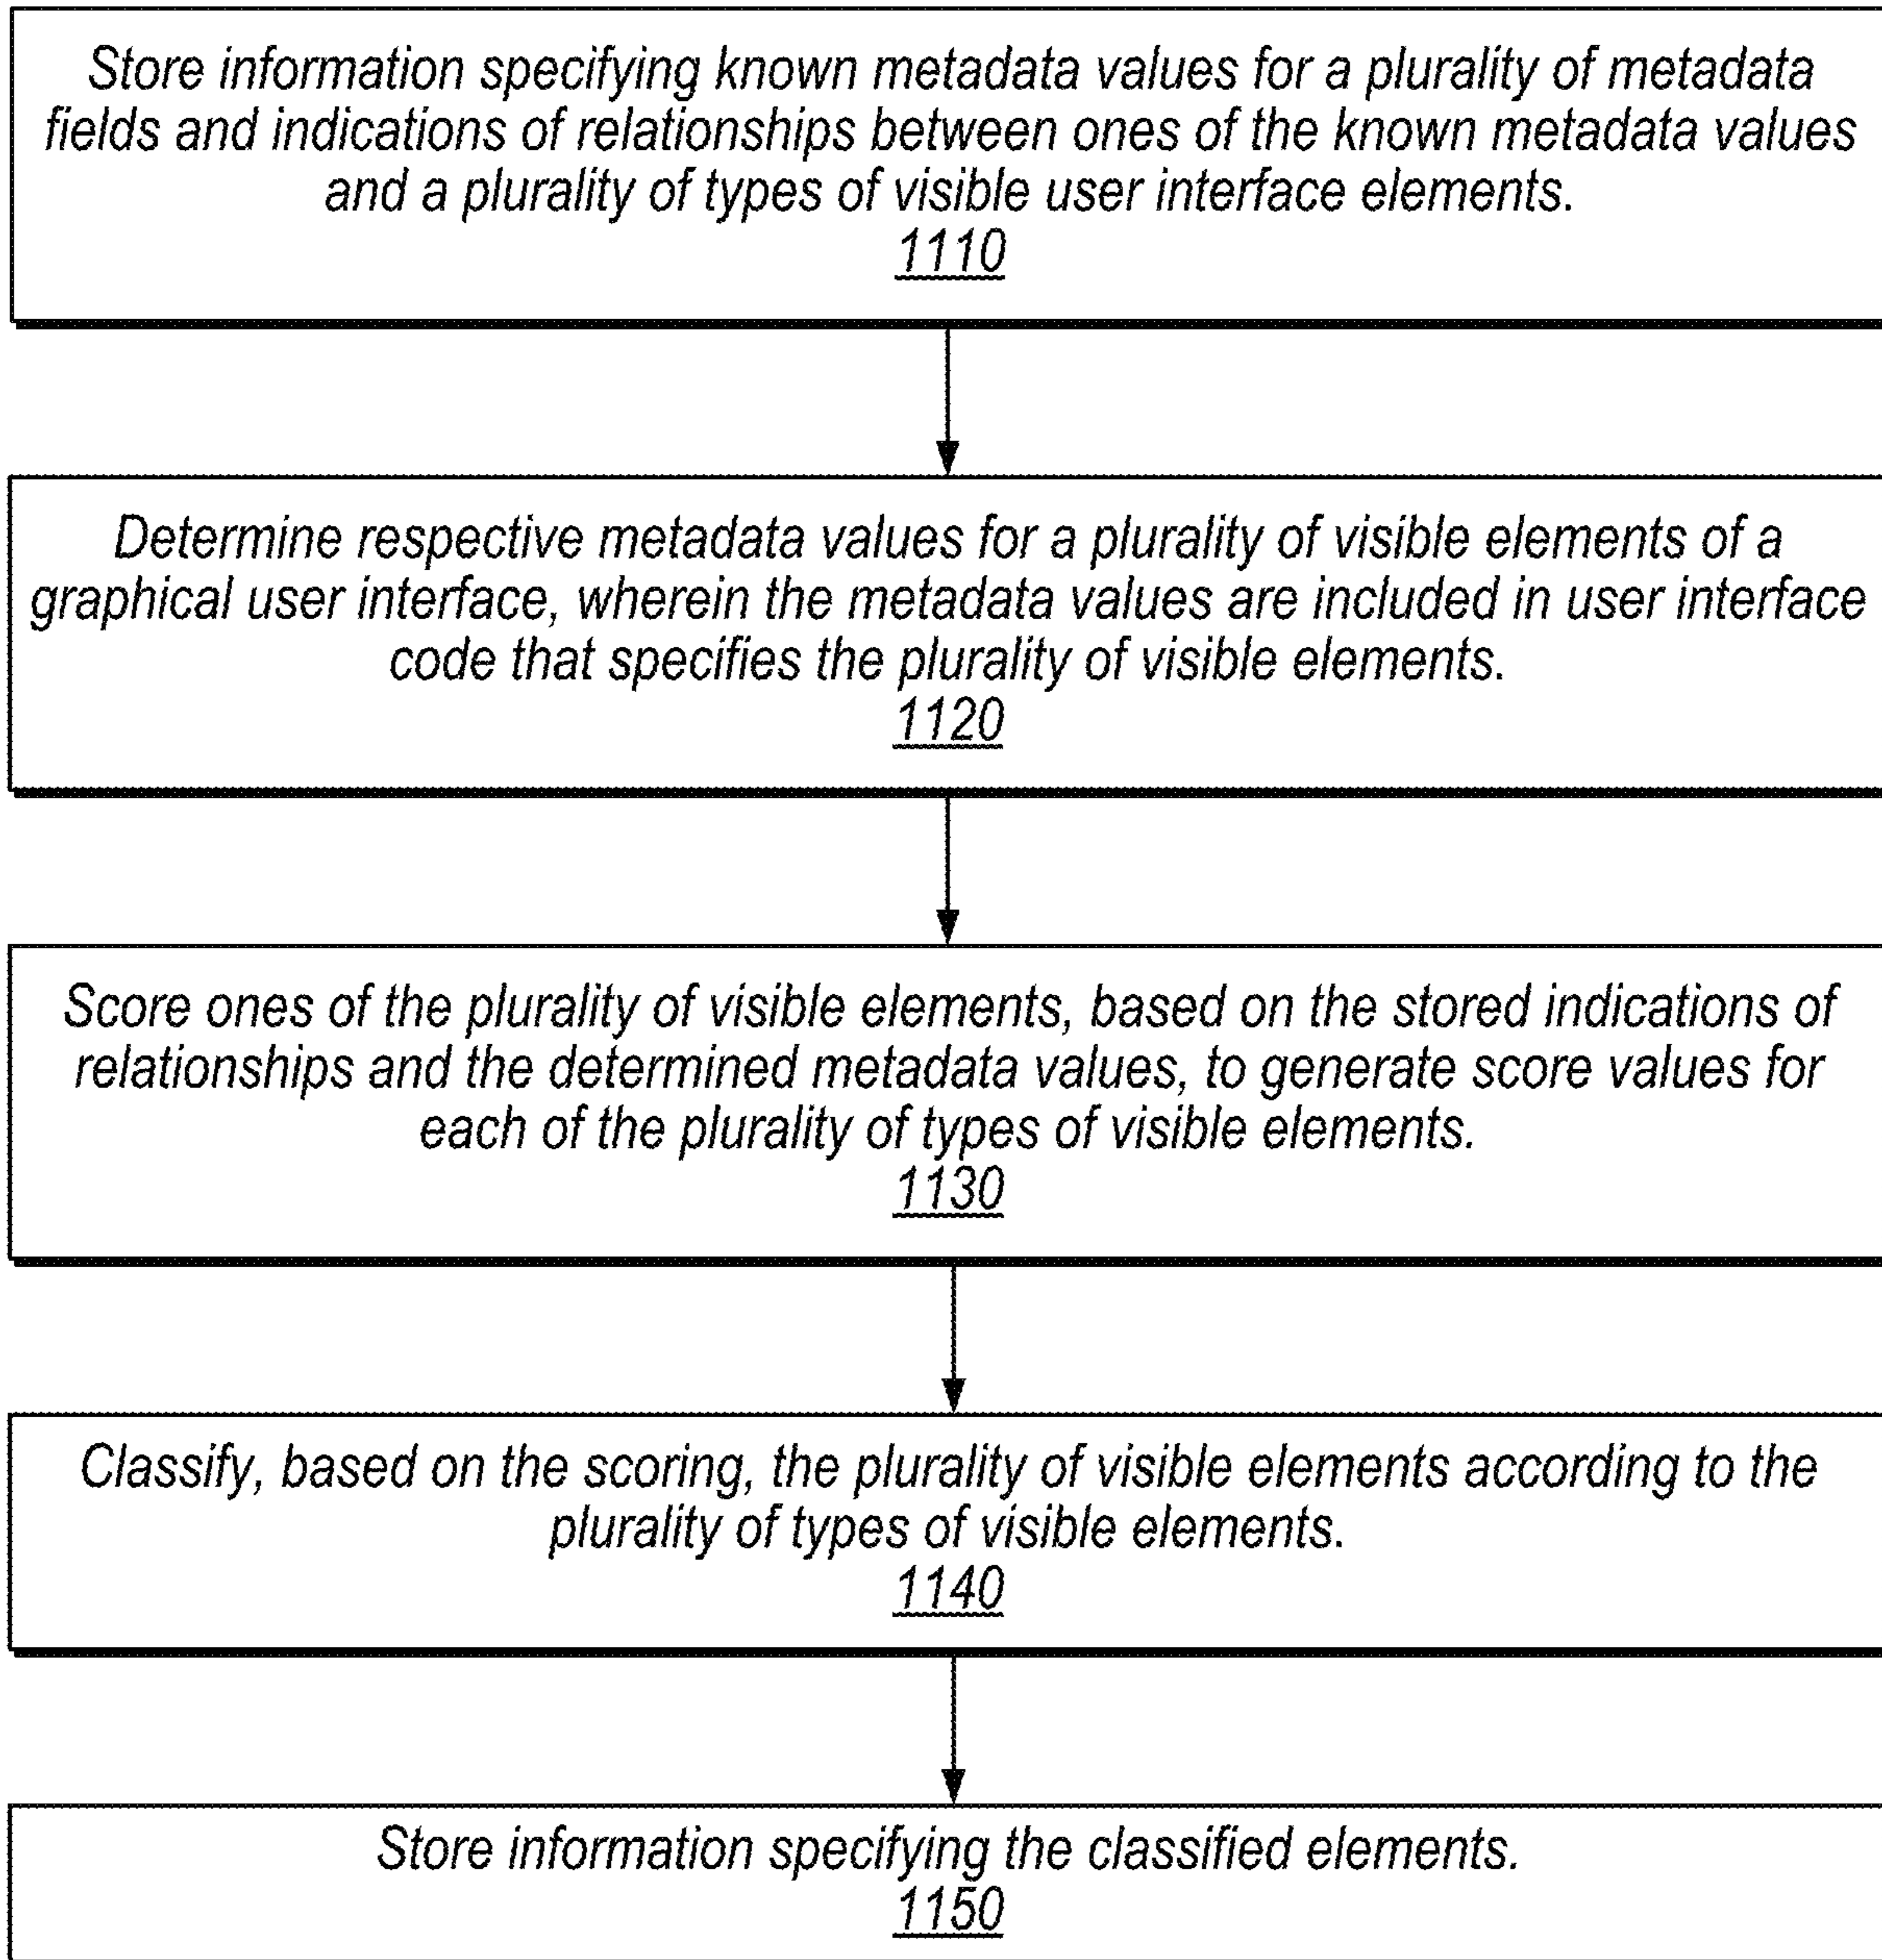 Store information specifying known metadata values for a plurality of metadata
fields and indications of relationships between ones of the known metadata values
and a plurality of types of visible user interface elements.
1110
Determine respective metadata values for a plurality of visible elements of a
graphical user interface, wherein the metadata values are included in user interface
code that specifies the plurality of visible elements.
1120
Score ones of the plurality of visible elements, based on the stored indications of
relationships and the determined metadata values, to generate score values for
each of the plurality of types of visible elements.
1130
Classify, based on the scoring, the plurality of visible elements according to the
plurality of types of visible elements.
1140
Store information specifying the classified elements.
1150